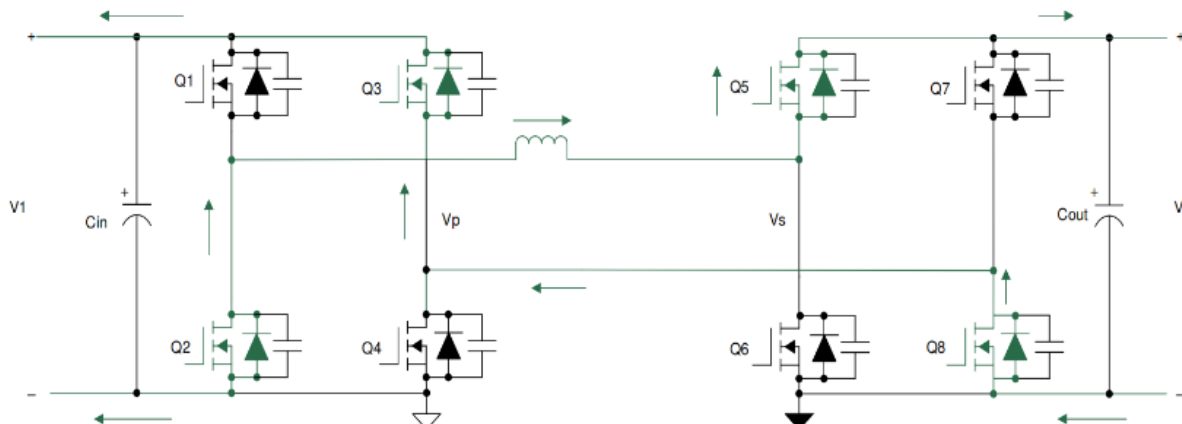 +
+
Q1
Q3
Q5
Q7
+
+
V1
Cin
Vp
Vs
Cout
V
Q2
Q4
Q6
Q8
–
–